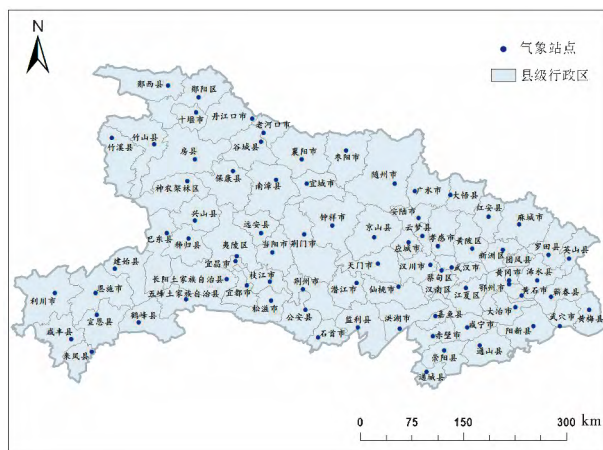 N
气象站点
县级行政区
郧西县
郧阳区
十堰市
丹江口市
老河口市
竹山县
竹溪县
房县
谷城县
襄阳市
枣阳市
保康县
神农架林区
南漳县
宜城市
随州市
广水市
大悟县
红安县
麻城市
兴山县
远安县
钟祥市
安陆市
京山县
云梦县
孝感市
黄陂区
巴东县
秭归县
夷陵区
当阳市
荆门市
应城市
新洲区
团风县
罗田县
英山县
建始县
宜昌市
天门市
汉川市
武汉市
蔡甸区
黄冈市
浠水县
长阳土家族自治县
枝江市
荆州市
潜江市
仙桃市
汉南区
江夏区
鄂州市
黄石市
蕲春县
利川市
恩施市
五峰土家族自治县
宜都市
松滋市
公安县
监利县
洪湖市
嘉鱼县
大冶市
阳新县
武穴市
黄梅县
咸丰县
宜恩县
鹤峰县
石首市
赤壁市
咸宁市
来凤县
崇阳县
通山县
通城县
0 75 150 300 km